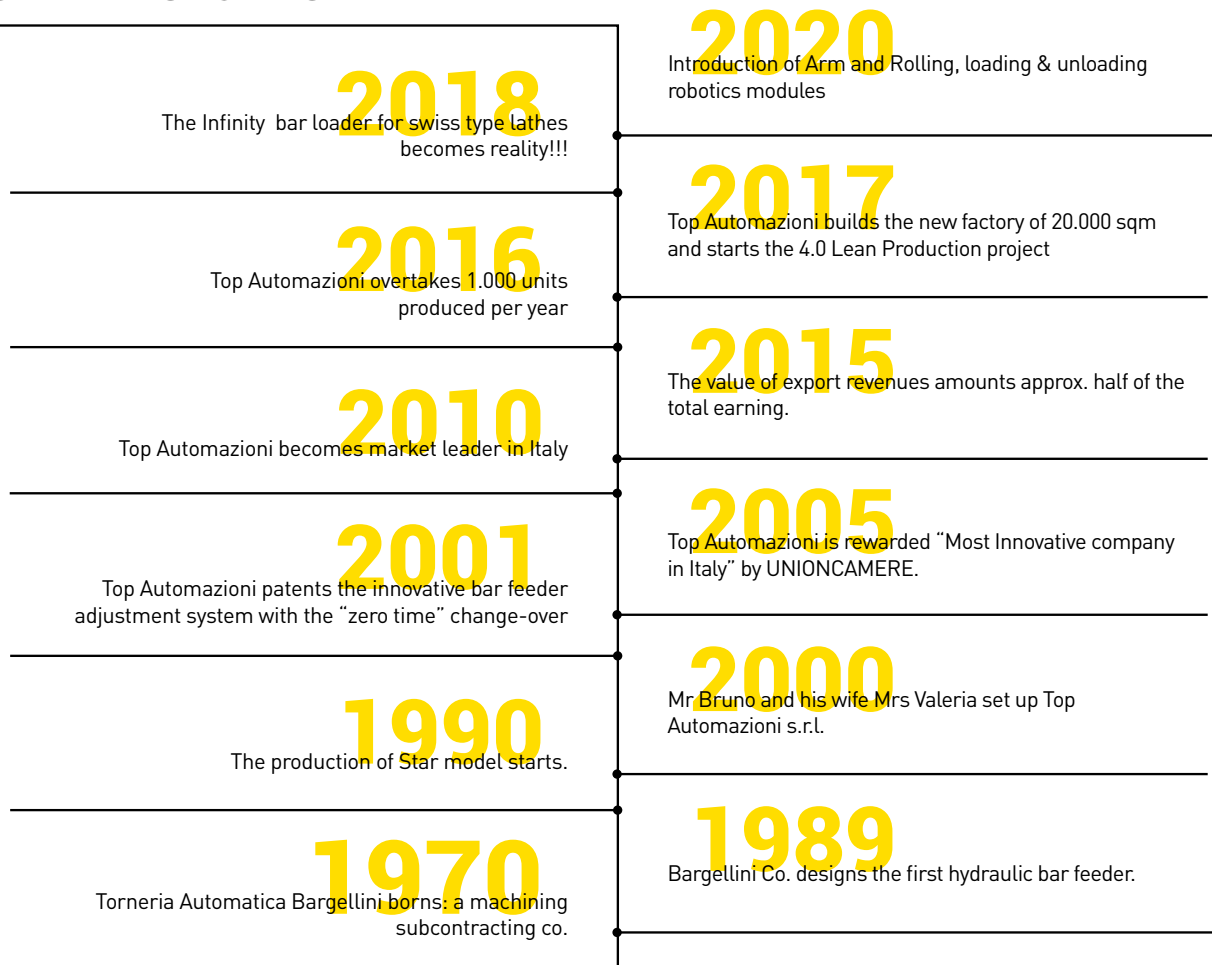 2020
Introduction of Arm and Rolling, loading & unloading
robotics modules
2018
The Infinity bar loader for swiss type lathes
becomes reality!!!
2017
Top Automazioni builds the new factory of 20.000 sqm
and starts the 4.0 Lean Production project
2016
Top Automazioni overtakes 1.000 units
produced per year
2015
The value of export revenues amounts approx. half of the
total earning.
2010
Top Automazioni becomes market leader in Italy
2005
Top Automazioni is rewarded “Most Innovative company
in Italy” by UNIONCAMERE.
2001
Top Automazioni patents the innovative bar feeder
adjustment system with the “zero time” change-over
2000
Mr Bruno and his wife Mrs Valeria set up Top
Automazioni s.r.l.
1990
The production of Star model starts.
1989
Bargellini Co. designs the first hydraulic bar feeder.
1970
Torneria Automatica Bargellini borns: a machining
subcontracting co.